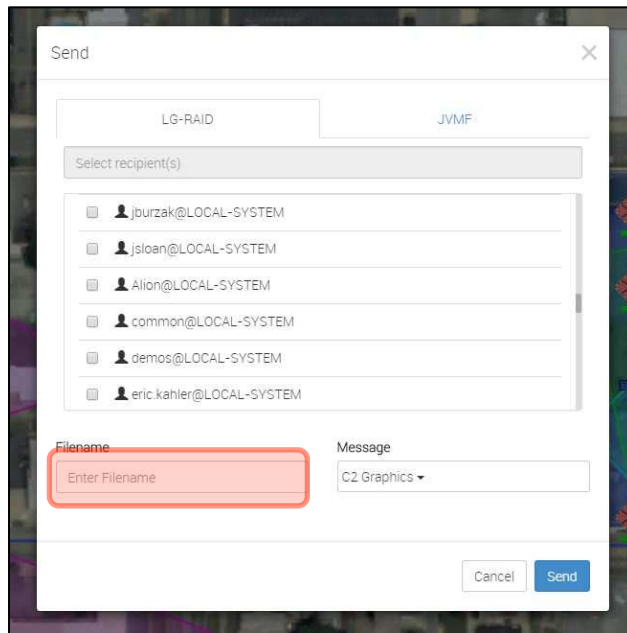 Send
LG-RAID JVMF
Select recipient(s)
jburzak@LOCAL-SYSTEM
jsloan@LOCAL-SYSTEM
Alion@LOCAL-SYSTEM
common@LOCAL-SYSTEM
demos@LOCAL-SYSTEM
eric.kahler@LOCAL-SYSTEM
Filename Message
Enter Filename C2 Graphics
Cancel Send